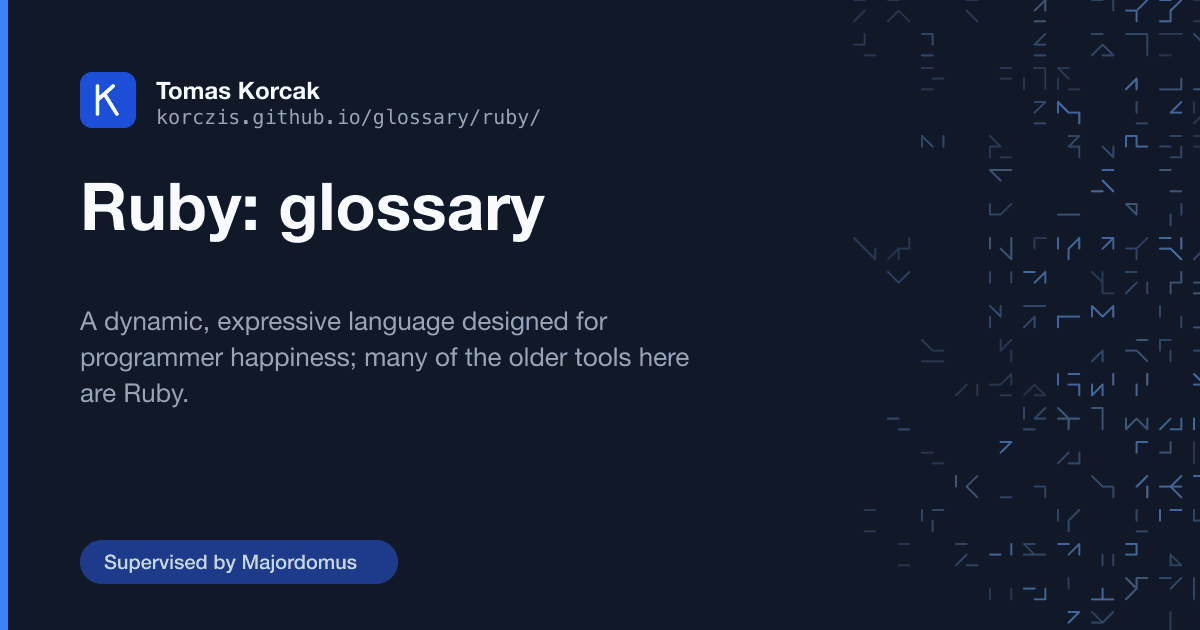 K
Tomas Korcak
korczis.github.io/glossary/ruby/
Ruby: glossary
A dynamic, expressive language designed for
programmer happiness; many of the older tools here
are Ruby.
Supervised by Majordomus